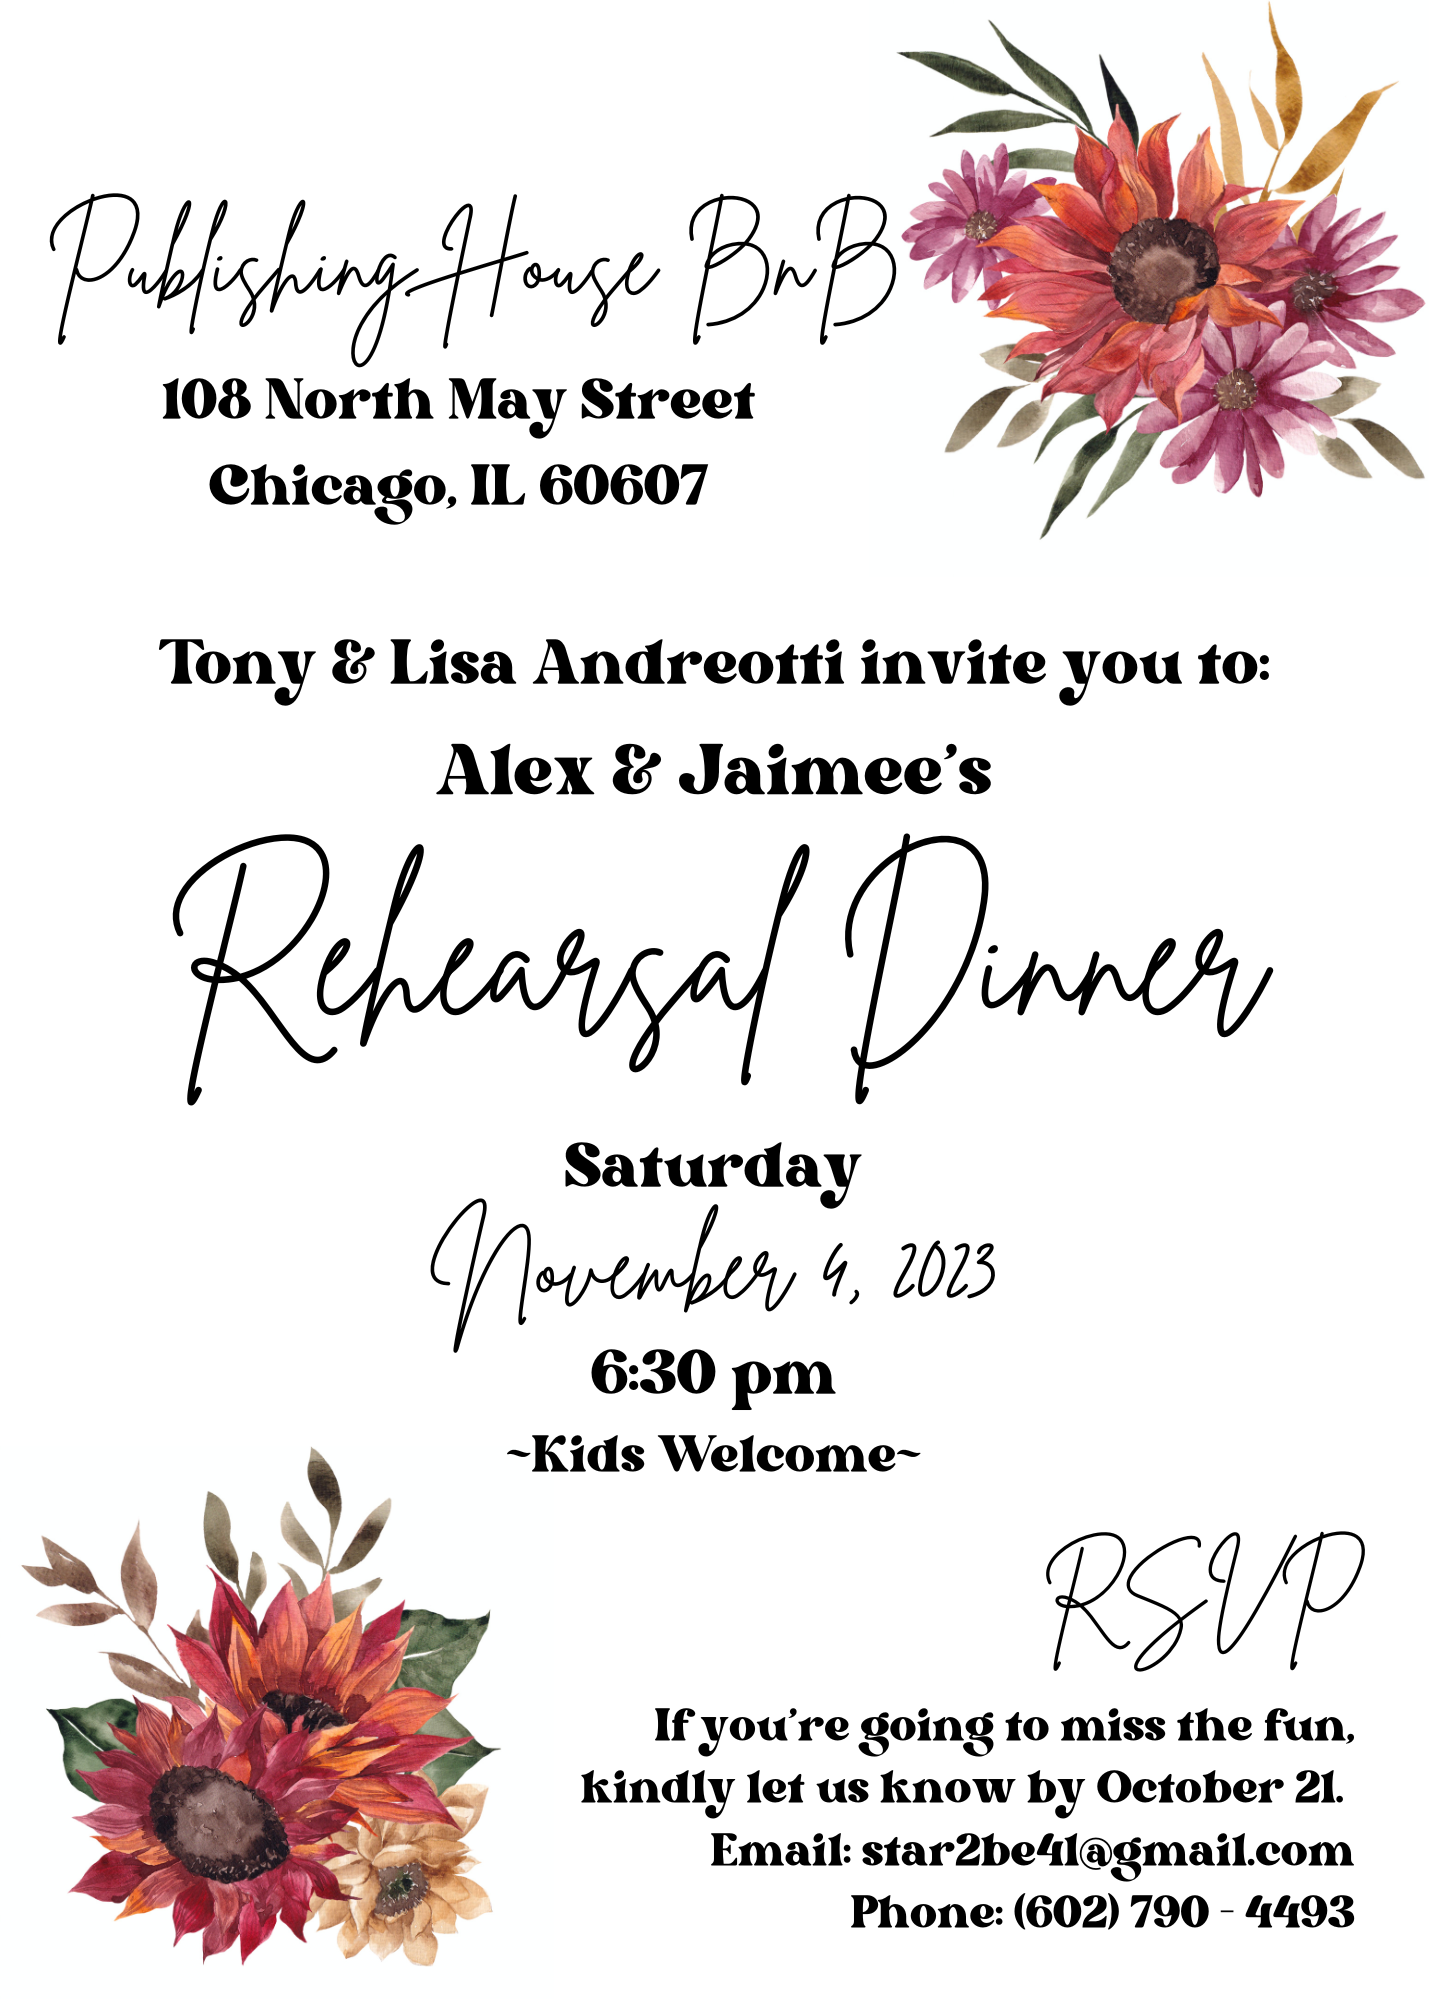 Publishing House BnB
108 North May Street
Chicago, IL 60607
Tony & Lisa Andreotti invite you to:
Alex & Jaimee's
Rehearsal Dinner
Saturday
November 4, 2023
6:30 pm
~Kids Welcome~
RSVP
If you're going to miss the fun,
kindly let us know by October 21.
Email: star2be41@gmail.com
Phone: (602) 790 - 4493